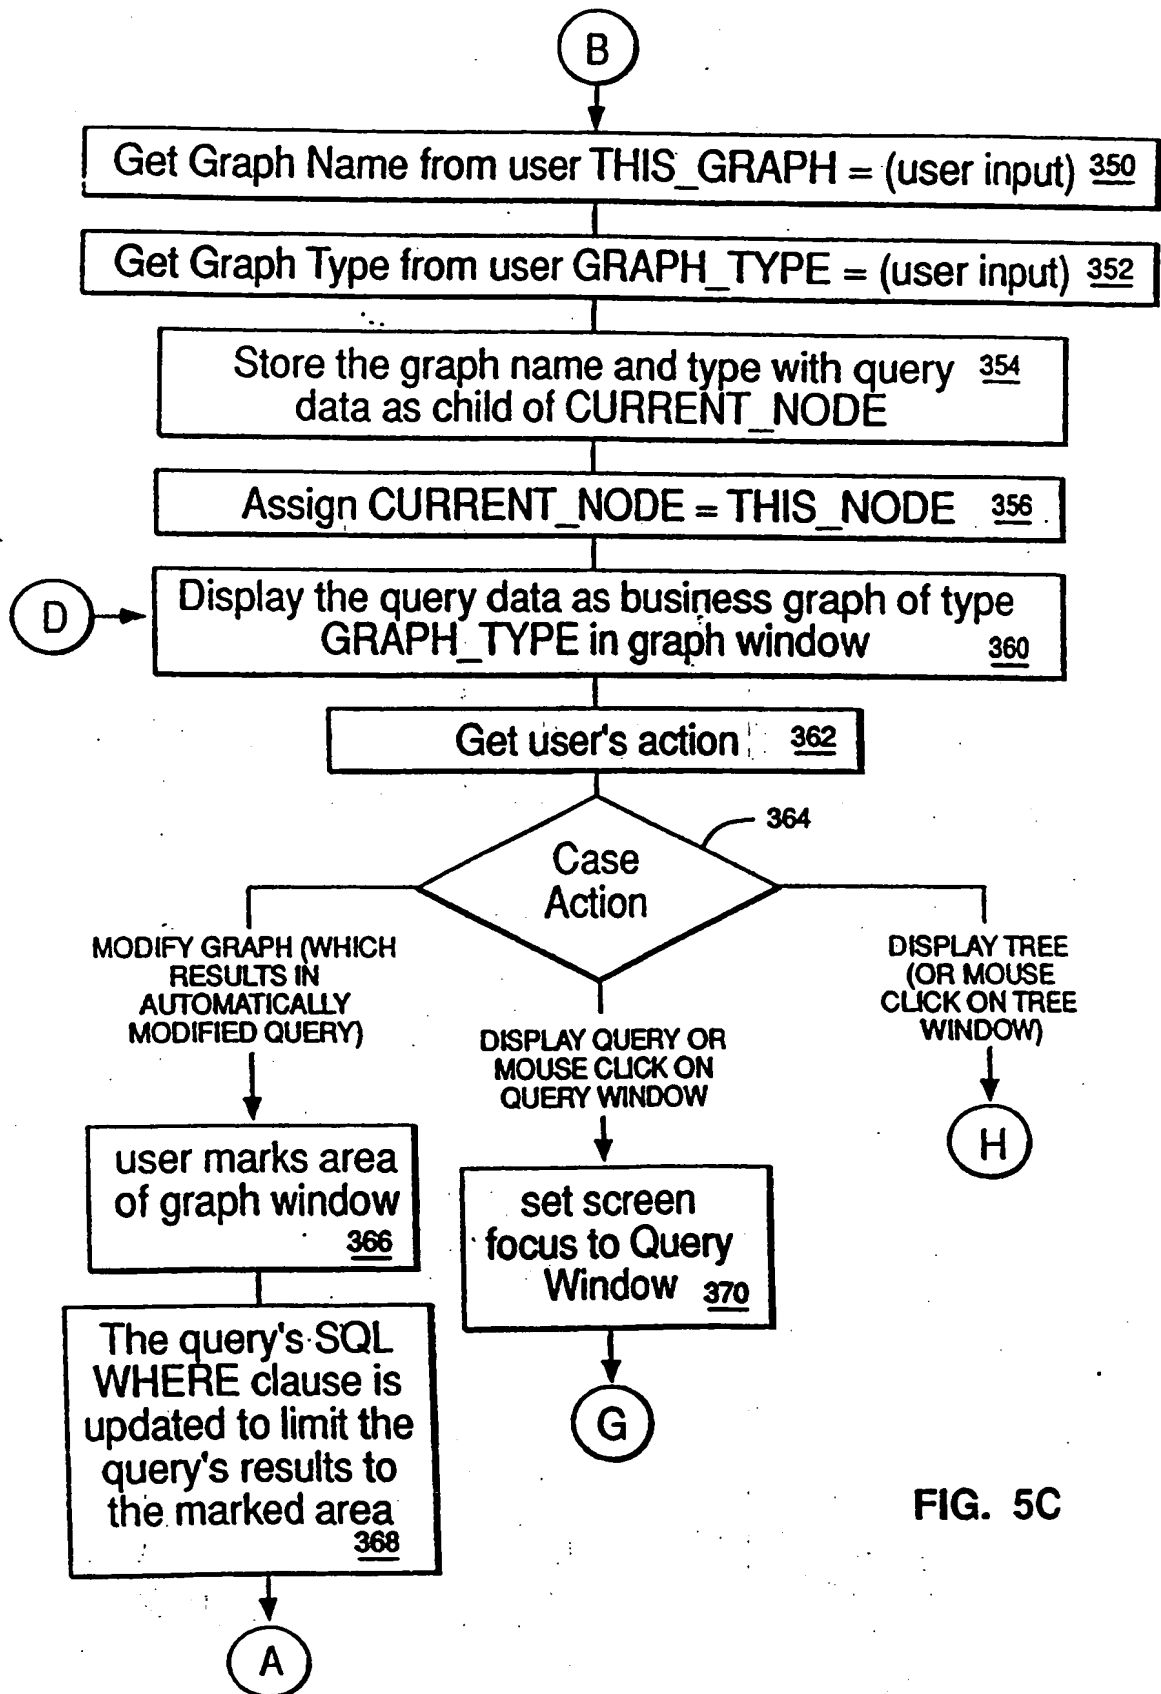 B
Get Graph Name from user THIS_GRAPH = (user input) 350
Get Graph Type from user GRAPH_TYPE = (user input) 352
Store the graph name and type with query 354
data as child of CURRENT_NODE
Assign CURRENT_NODE = THIS_NODE 356
D
Display the query data as business graph of type
GRAPH_TYPE in graph window 360
Get user's action 362
364
Case
Action
MODIFY GRAPH (WHICH
RESULTS IN
AUTOMATICALLY
MODIFIED QUERY)
DISPLAY QUERY OR
MOUSE CLICK ON
QUERY WINDOW
DISPLAY TREE
(OR MOUSE
CLICK ON TREE
WINDOW)
H
user marks area
of graph window
366
set screen
focus to Query
Window 370
G
The query's SQL
WHERE clause is
updated to limit the
query's results to
the marked area
368
A
FIG. 5C